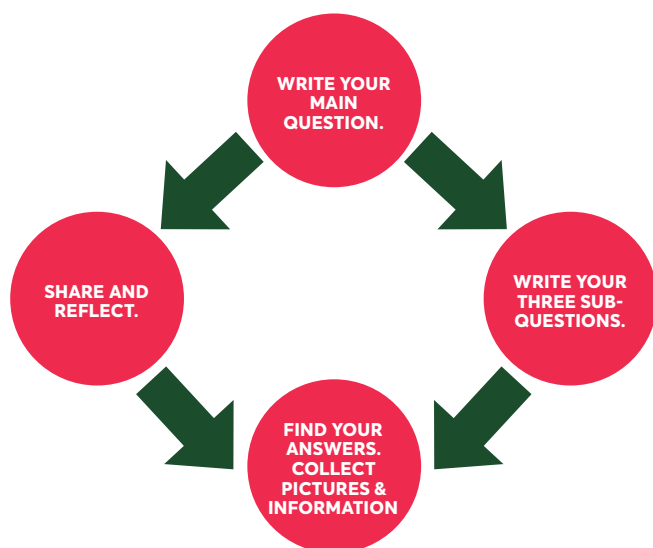 WRITE YOUR
MAIN
QUESTION.
SHARE AND
REFLECT.
WRITE YOUR
THREE SUB-
QUESTIONS.
FIND YOUR
ANSWERS.
COLLECT
PICTURES &
INFORMATION